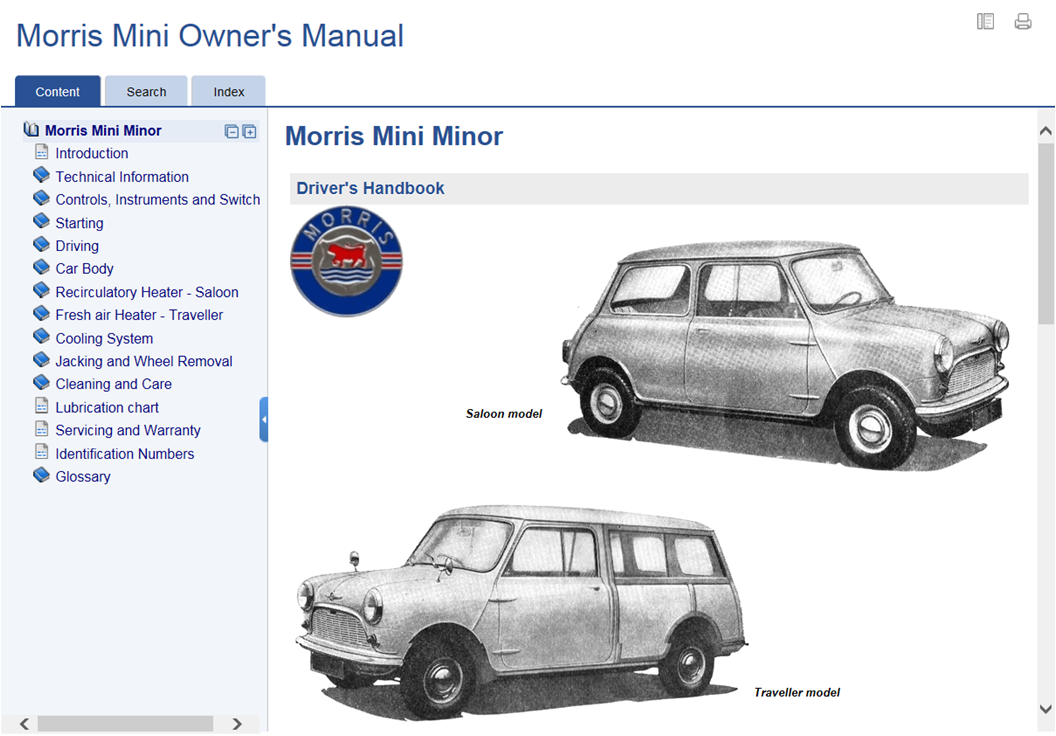 Morris Mini Owner's Manual
Content
Search
Index
Morris Mini Minor
Introduction
Technical Information
Controls, Instruments and Switch
Starting
Driving
Car Body
Recirculatory Heater - Saloon
Fresh air Heater - Traveller
Cooling System
Jacking and Wheel Removal
Cleaning and Care
Lubrication chart
Servicing and Warranty
Identification Numbers
Glossary
Morris Mini Minor
Driver's Handbook
MORRIS
Saloon model
Traveller model